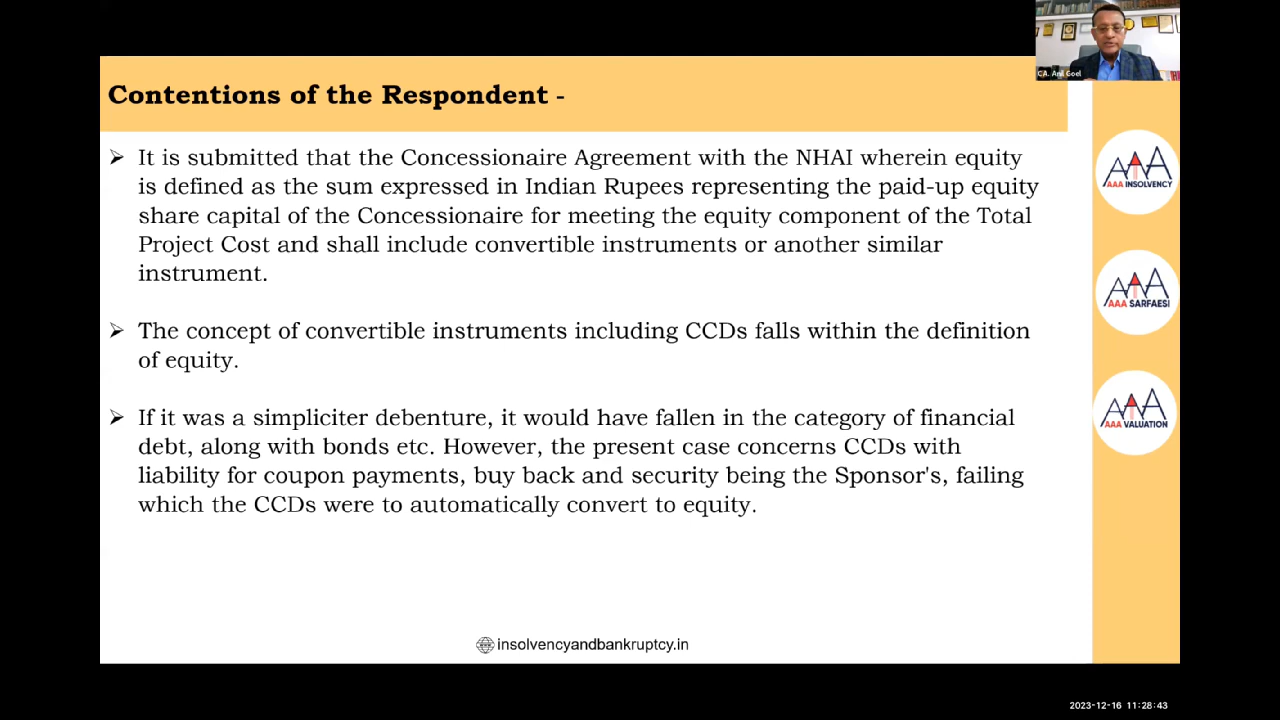 CA. Anil Goel
Contentions of the Respondent -
➢ It is submitted that the Concessionaire Agreement with the NHAI wherein equity
is defined as the sum expressed in Indian Rupees representing the paid-up equity
share capital of the Concessionaire for meeting the equity component of the Total
Project Cost and shall include convertible instruments or another similar
instrument.
➢ The concept of convertible instruments including CCDs falls within the definition
of equity.
➢ If it was a simpliciter debenture, it would have fallen in the category of financial
debt, along with bonds etc. However, the present case concerns CCDs with
liability for coupon payments, buy back and security being the Sponsor's, failing
which the CCDs were to automatically convert to equity.
AAA INSOLVENCY
AAA SARFAESI
AAA VALUATION
insolvencyandbankruptcy.in
2023-12-16 11:28:43